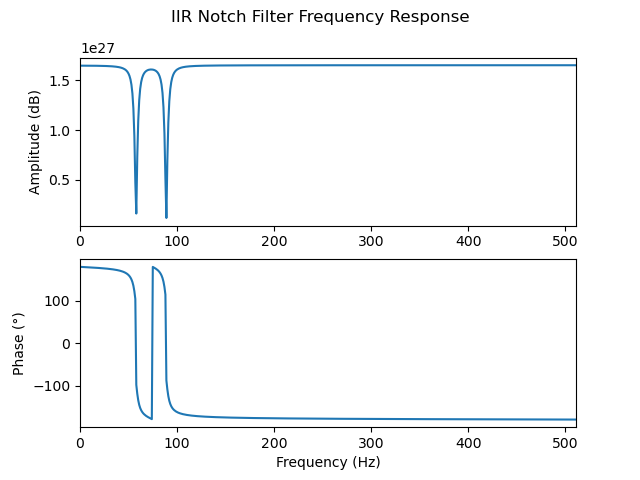 IIR Notch Filter Frequency Response
1e27
1.5
1.0
0.5
Amplitude (dB)
0 100 200 300 400 500
100
0
−100
Phase (°)
0 100 200 300 400 500
Frequency (Hz)